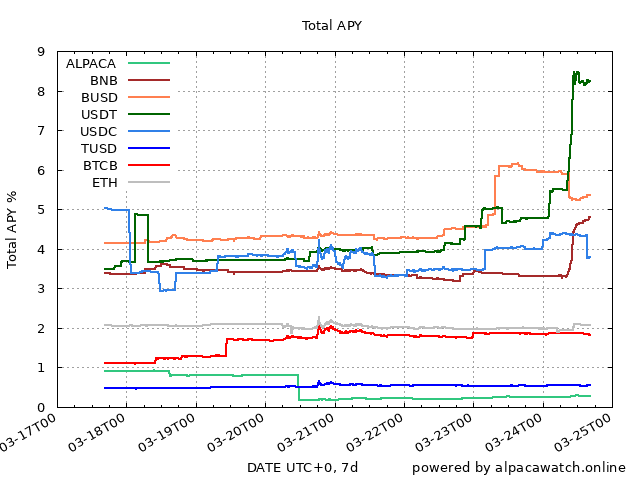 Total APY
Total APY %
9
8
7
6
5
4
3
2
1
0
ALPACA
BNB
BUSD
USDT
USDC
TUSD
BTCB
ETH
03-17T00
03-18T00
03-19T00
03-20T00
03-21T00
03-22T00
03-23T00
03-24T00
03-25T00
DATE UTC+0, 7d
powered by alpacawatch.online